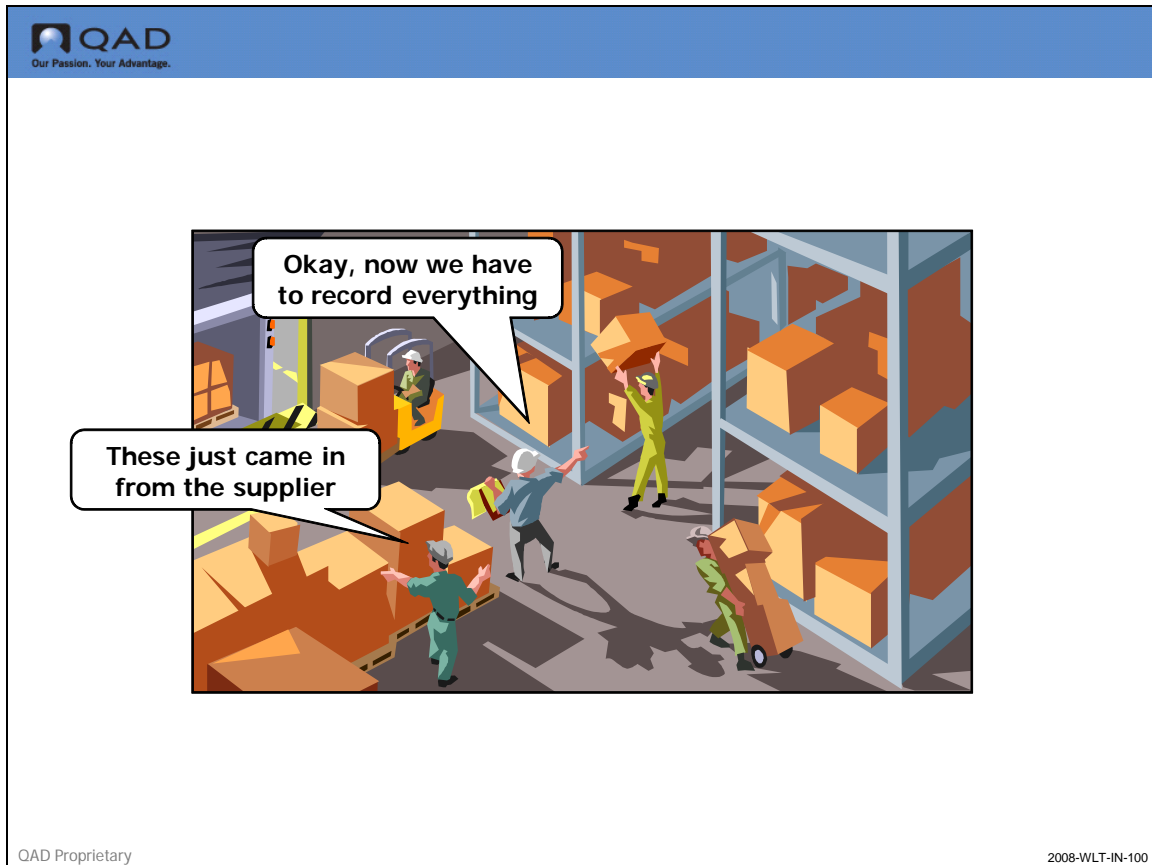 QAD
Our Passion. Your Advantage.
Okay, now we have
to record everything
These just came in
from the supplier
QAD Proprietary
2008-WLT-IN-100